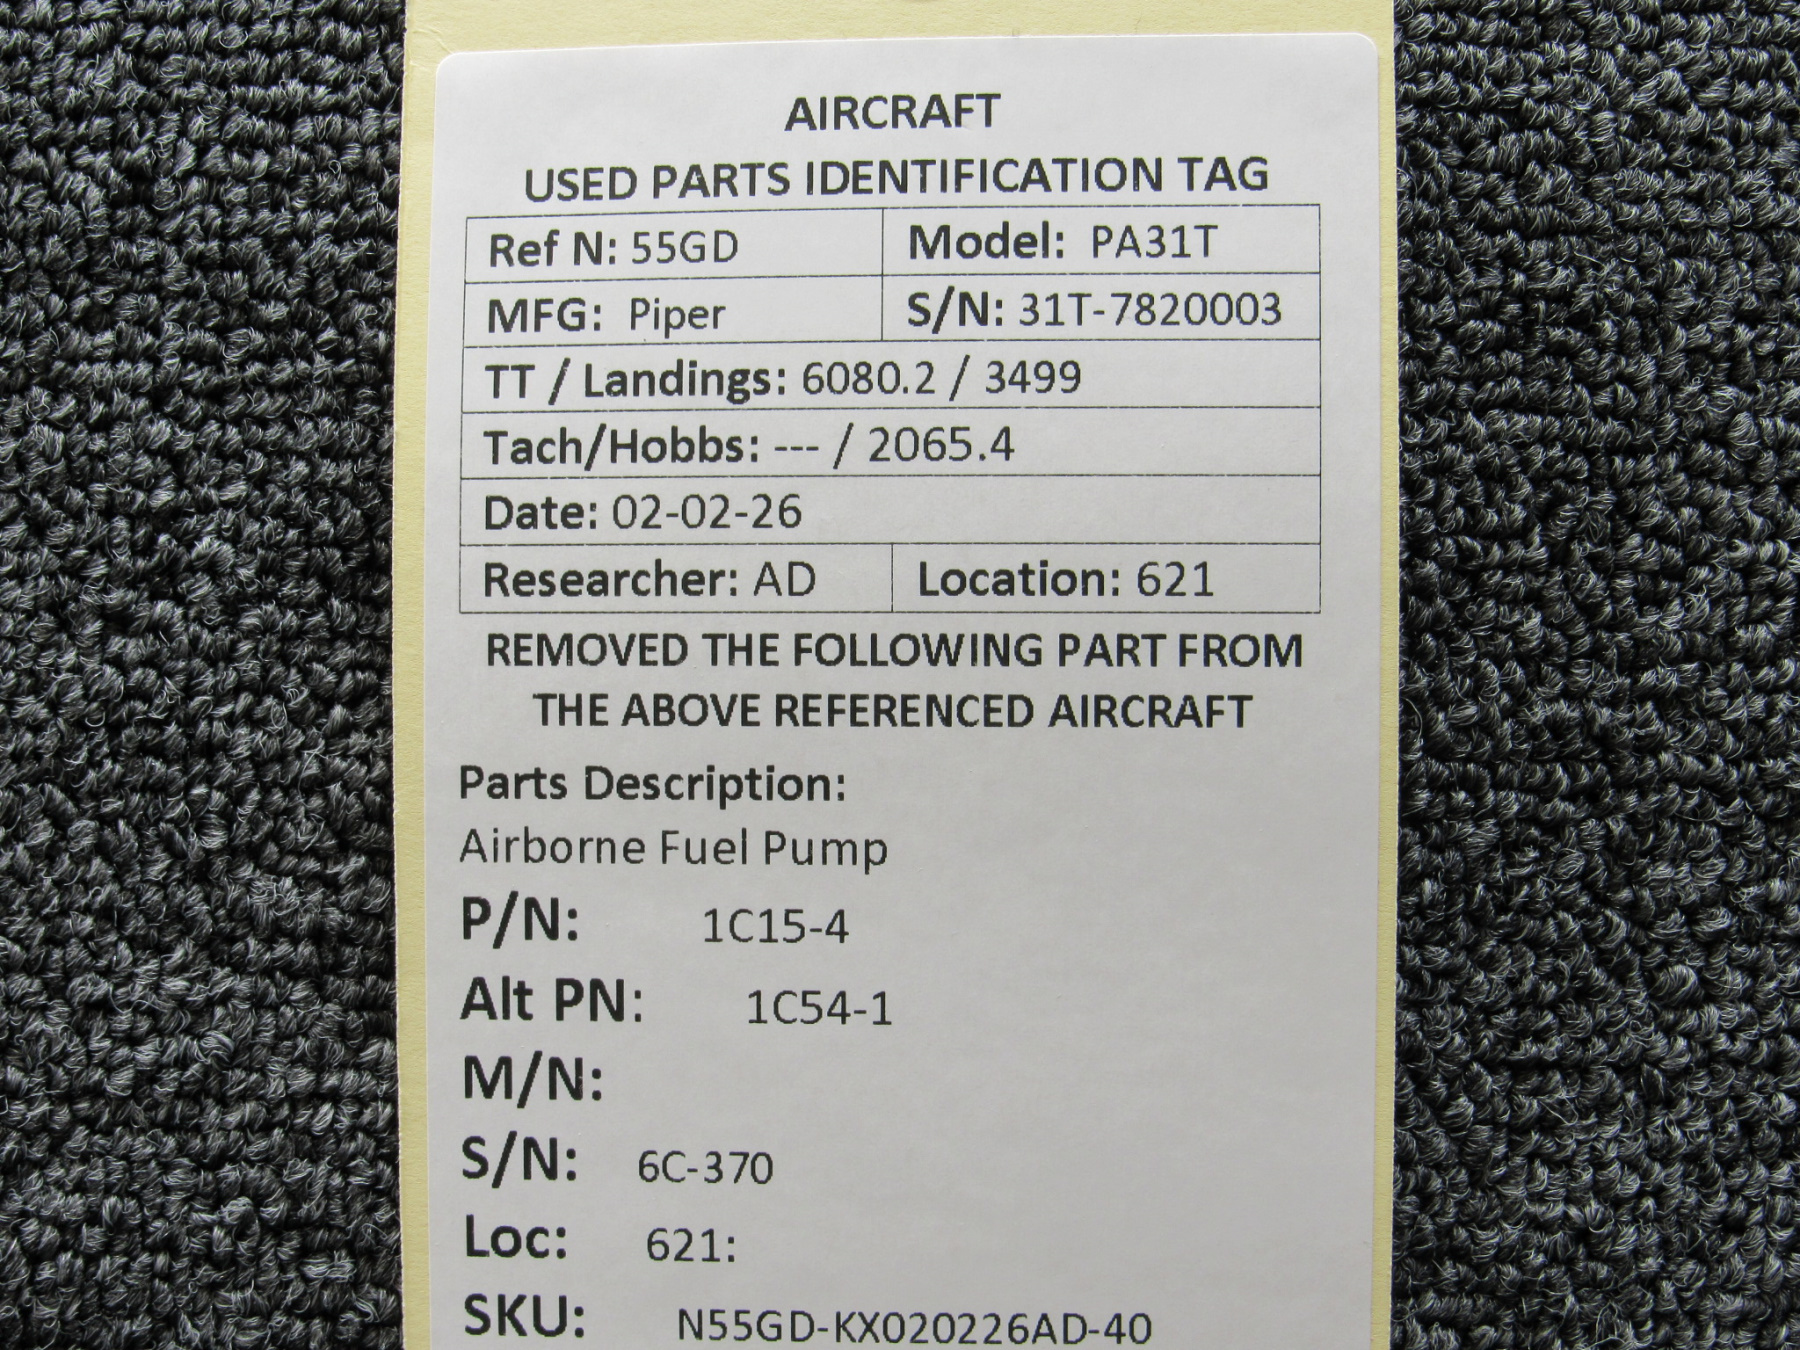 AIRCRAFT
USED PARTS IDENTIFICATION TAG
Ref N: 55GD Model: PA31T
MFG: Piper S/N: 31T-7820003
TT / Landings: 6080.2 / 3499
Tach/Hobbs: --- / 2065.4
Date: 02-02-26
Researcher: AD Location: 621
REMOVED THE FOLLOWING PART FROM
THE ABOVE REFERENCED AIRCRAFT
Parts Description:
Airborne Fuel Pump
P/N: 1C15-4
Alt PN: 1C54-1
M/N:
S/N: 6C-370
Loc: 621:
SKU: N55GD-KX020226AD-40